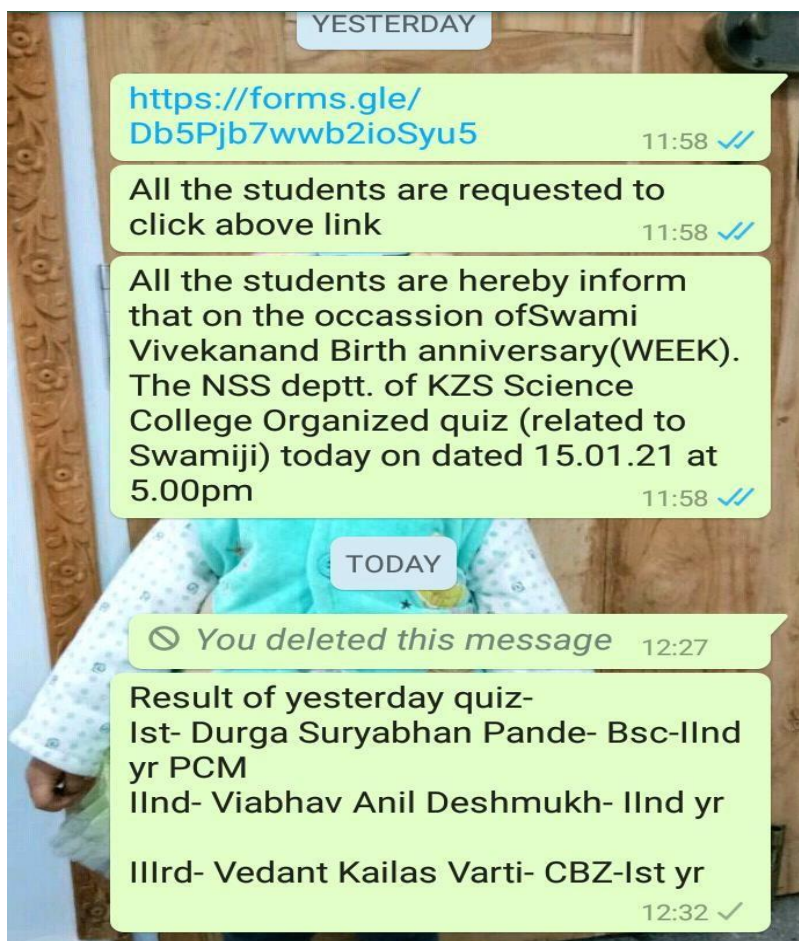 YESTERDAY
https://forms.gle/
Db5Pjb7wwb2ioSyu5
11:58
All the students are requested to
click above link
11:58
All the students are hereby inform
that on the occassion ofSwami
Vivekanand Birth anniversary(WEEK).
The NSS deptt. of KZS Science
College Organized quiz (related to
Swamiji) today on dated 15.01.21 at
5.00pm
11:58
TODAY
You deleted this message 12:27
Result of yesterday quiz-
Ist- Durga Suryabhan Pande- Bsc-IInd
yr PCM
IInd- Viabhav Anil Deshmukh- IInd yr
IIIrd- Vedant Kailas Varti- CBZ-Ist yr
12:32